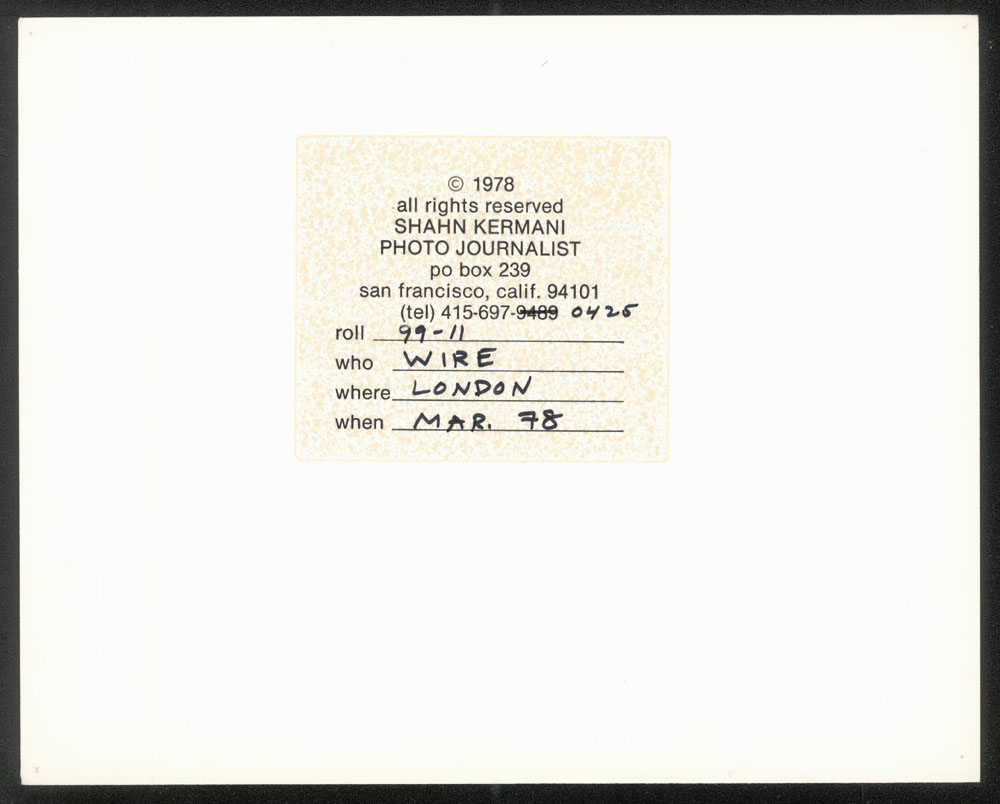 © 1978
all rights reserved
SHAHN KERMANI
PHOTO JOURNALIST
po box 239
san francisco, calif. 94101
(tel) 415-697-9489 0425
roll 99-11
who WIRE
where LONDON
when MAR. 78